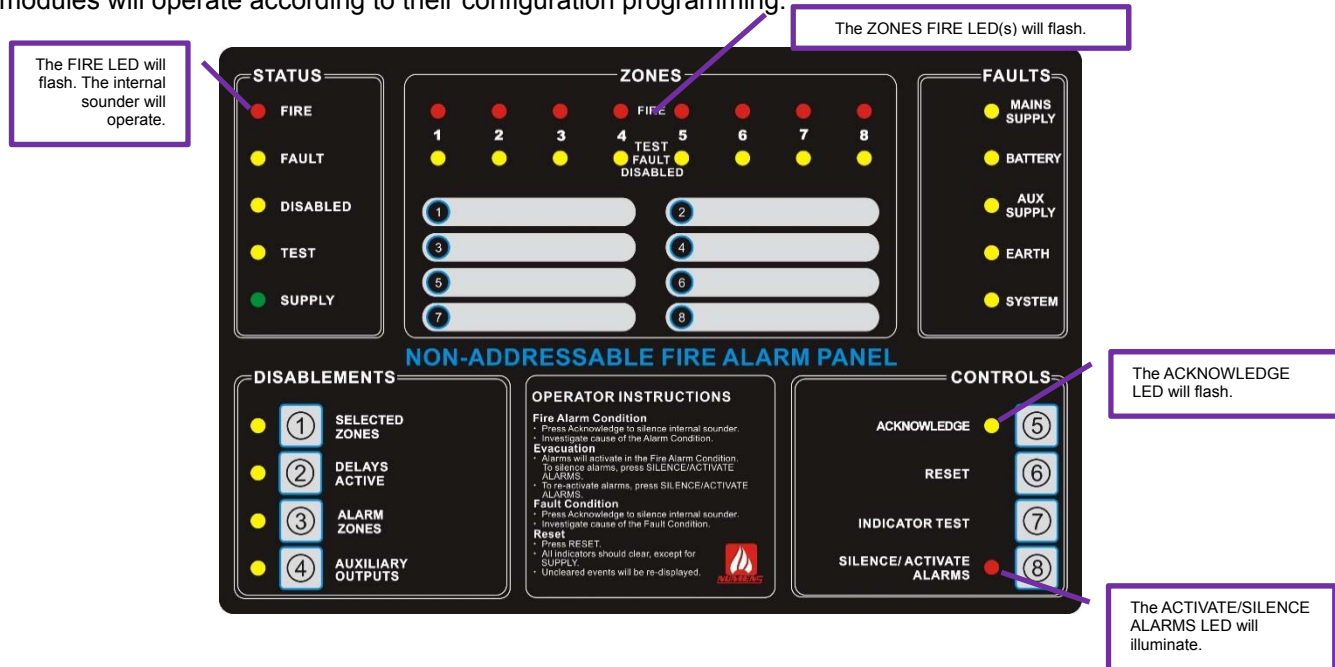 modules will operate according to their configuration programming.
The ZONES FIRE LED(s) will flash.
The FIRE LED will
flash. The internal
sounder will
operate.
STATUS
FIRE
FAULT
DISABLED
TEST
SUPPLY
ZONES
FIRE
1 2 3 4 5 6 7 8
TEST
FAULT
DISABLED
1
2
3
4
5
6
7
8
FAULTS
MAINS
SUPPLY
BATTERY
AUX
SUPPLY
EARTH
SYSTEM
NON-ADDRESSABLE FIRE ALARM PANEL
DISABLEMENTS
1 SELECTED
ZONES
2 DELAYS
ACTIVE
3 ALARM
ZONES
4 AUXILIARY
OUTPUTS
OPERATOR INSTRUCTIONS
Fire Alarm Condition
· Press Acknowledge to silence internal sounder.
· Investigate cause of the Alarm Condition.
Evacuation
· Alarms will activate in the Fire Alarm Condition.
To silence alarms, press SILENCE/ACTIVATE
ALARMS.
· To re-activate alarms, press SILENCE/ACTIVATE
ALARMS.
Fault Condition
· Press Acknowledge to silence internal sounder.
· Investigate cause of the Fault Condition.
Reset
· Press RESET.
· All indicators should clear, except for
SUPPLY.
· Uncleared events will be re-displayed.
NUMBENS
CONTROLS
ACKNOWLEDGE 5
RESET 6
INDICATOR TEST 7
SILENCE/ ACTIVATE
ALARMS 8
The ACKNOWLEDGE
LED will flash.
The ACTIVATE/SILENCE
ALARMS LED will
illuminate.